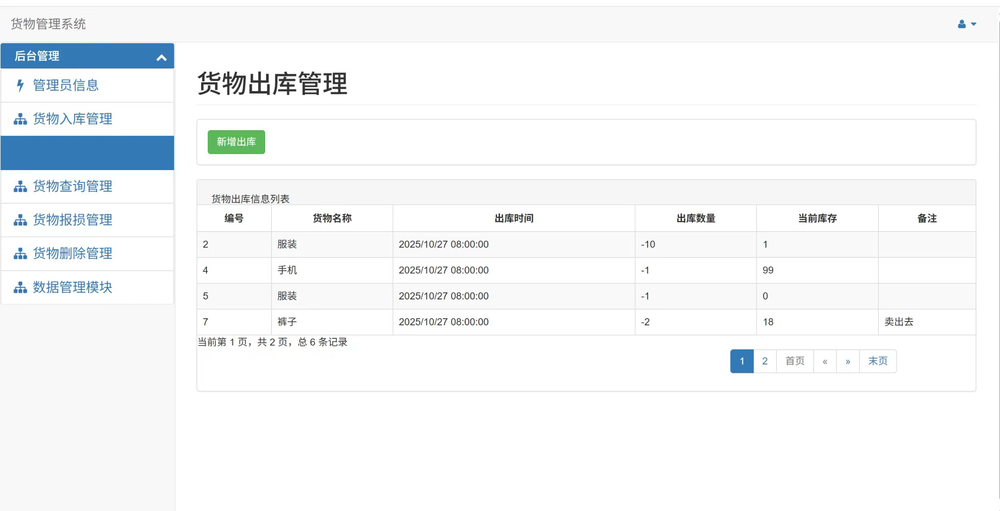 货物管理系统
后台管理
管理员信息
货物入库管理
货物查询管理
货物报损管理
货物删除管理
数据管理模块
货物出库管理
新增出库
货物出库信息列表
编号 货物名称 出库时间 出库数量 当前库存 备注
2 服装 2025/10/27 08:00:00 -10 1
4 手机 2025/10/27 08:00:00 -1 99
5 服装 2025/10/27 08:00:00 -1 0
7 裤子 2025/10/27 08:00:00 -2 18 卖出去
当前第 1 页，共 2 页，总 6 条记录
1 2 首页 « » 末页